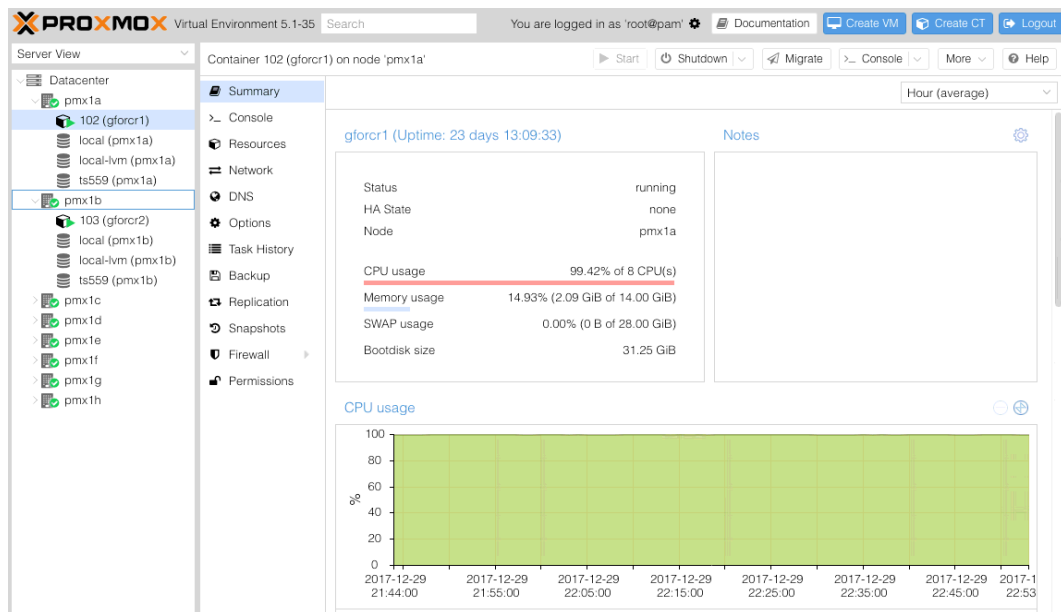 PROXMOX Virtual Environment 5.1-35 Search You are logged in as 'root@pam' Documentation Create VM Create CT Logout
Server View
Datacenter
pmx1a
102 (gforcr1)
local (pmx1a)
local-lvm (pmx1a)
ts559 (pmx1a)
pmx1b
103 (gforcr2)
local (pmx1b)
local-lvm (pmx1b)
ts559 (pmx1b)
pmx1c
pmx1d
pmx1e
pmx1f
pmx1g
pmx1h
Container 102 (gforcr1) on node 'pmx1a' Start Shutdown Migrate >_ Console More Help
Summary
>_ Console
Resources
Network
DNS
Options
Task History
Backup
Replication
Snapshots
Firewall
Permissions
Hour (average)
gforcr1 (Uptime: 23 days 13:09:33)
Status running
HA State none
Node pmx1a
CPU usage 99.42% of 8 CPU(s)
Memory usage 14.93% (2.09 GiB of 14.00 GiB)
SWAP usage 0.00% (0 B of 28.00 GiB)
Bootdisk size 31.25 GiB
Notes
CPU usage
100
80
60
40
20
0
%
2017-12-29 2017-12-29 2017-12-29 2017-12-29 2017-12-29 2017-12-29 2017-12-29 2017-1
21:44:00 21:55:00 22:05:00 22:15:00 22:25:00 22:35:00 22:45:00 22:53